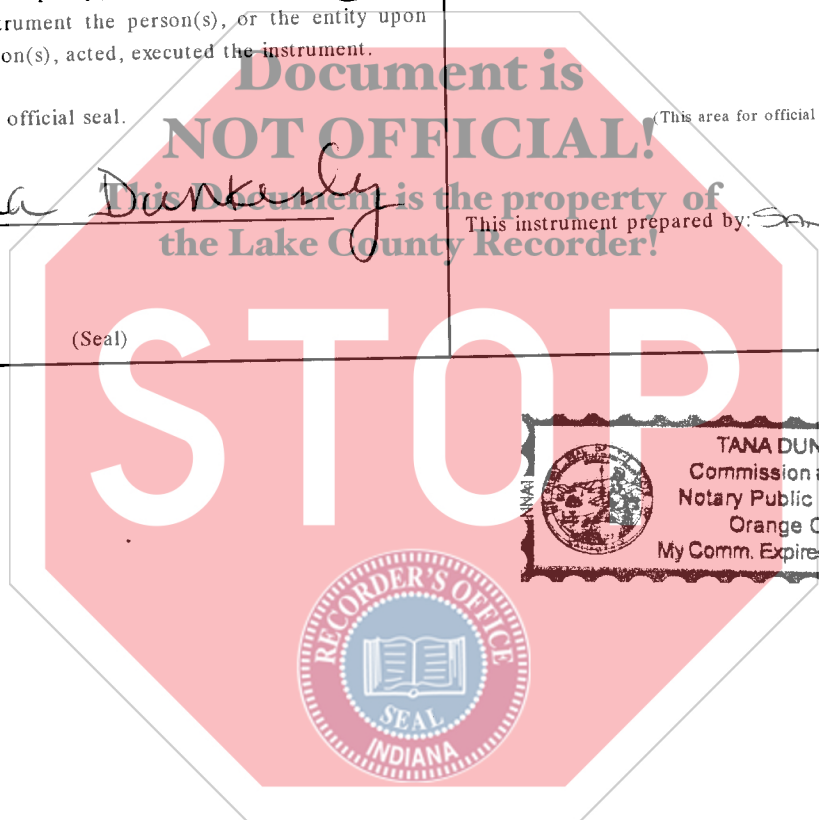 trument the person(s), or the entity upon
on(s), acted, executed the instrument.
official seal.
(This area for official
a Dunkesly
This instrument prepared by:
(Seal)
Document is
NOT OFFICIAL!
This Document is the property of
the Lake County Recorder!
STOP
TANA DUN
Commission
Notary Public
Orange C
My Comm. Expire
RECORDER'S OFFICE
SEAL
INDIANA